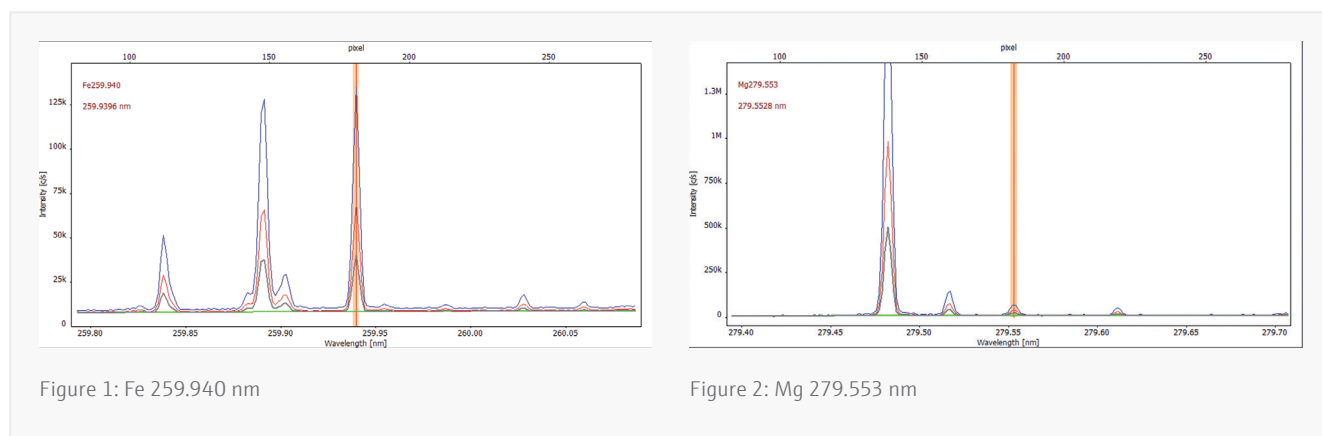 pixel
100 150 200 250
Fe259.940
259.9396 nm
Intensity [c/s]
125k
100k
75k
50k
25k
0
259.80 259.85 259.90 259.95 260.00 260.05
Wavelength [nm]
Figure 1: Fe 259.940 nm
pixel
100 150 200 250
Mg279.553
279.5528 nm
Intensity [c/s]
1.3M
1M
750k
500k
250k
0
279.40 279.45 279.50 279.55 279.60 279.65 279.70
Wavelength [nm]
Figure 2: Mg 279.553 nm